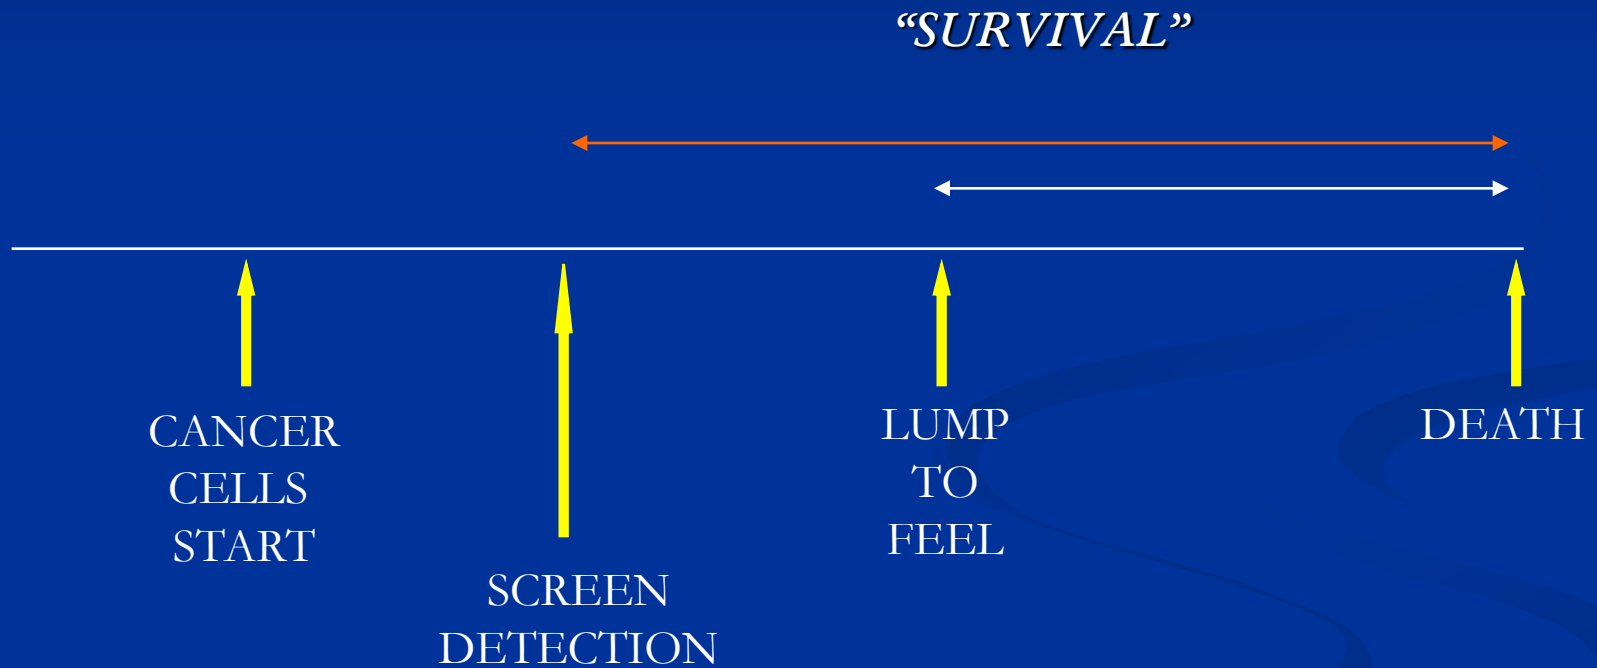 “SURVIVAL”
CANCER
CELLS
START
SCREEN
DETECTION
LUMP
TO
FEEL
DEATH